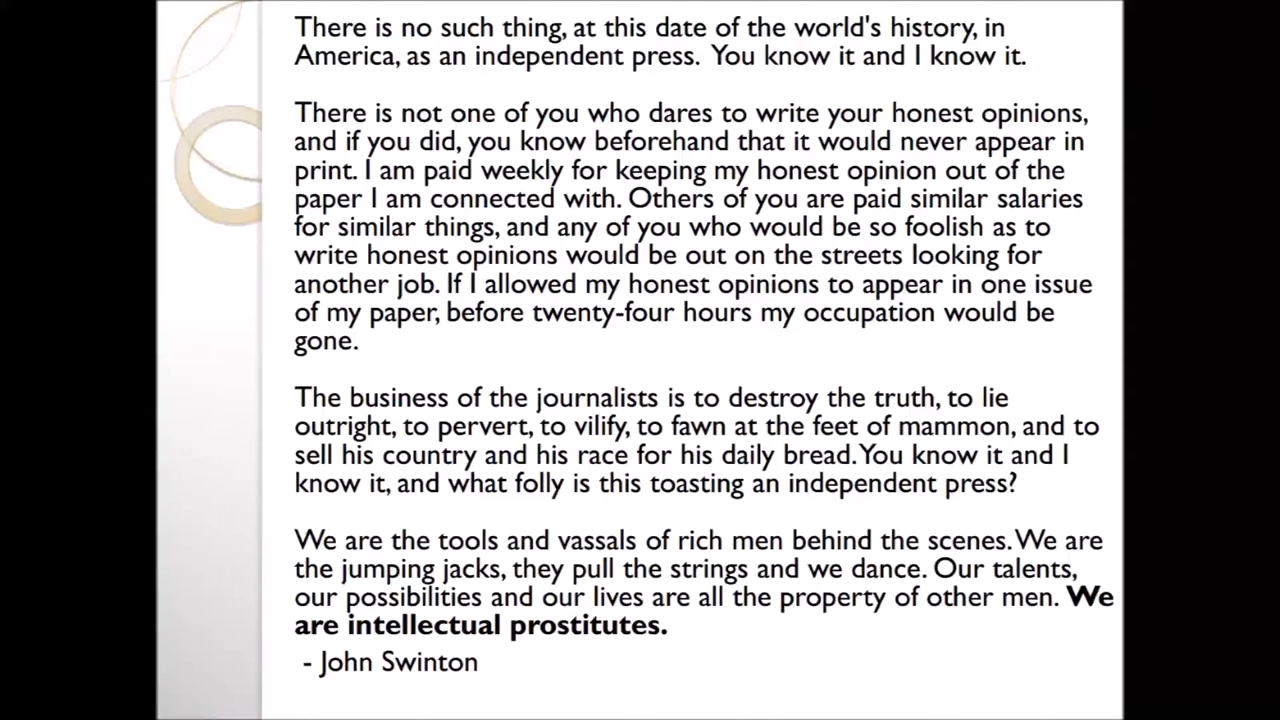 There is no such thing, at this date of the world's history, in
America, as an independent press. You know it and I know it.
There is not one of you who dares to write your honest opinions,
and if you did, you know beforehand that it would never appear in
print. I am paid weekly for keeping my honest opinion out of the
paper I am connected with. Others of you are paid similar salaries
for similar things, and any of you who would be so foolish as to
write honest opinions would be out on the streets looking for
another job. If I allowed my honest opinions to appear in one issue
of my paper, before twenty-four hours my occupation would be
gone.
The business of the journalists is to destroy the truth, to lie
outright, to pervert, to vilify, to fawn at the feet of mammon, and to
sell his country and his race for his daily bread. You know it and I
know it, and what folly is this toasting an independent press?
We are the tools and vassals of rich men behind the scenes. We are
the jumping jacks, they pull the strings and we dance. Our talents,
our possibilities and our lives are all the property of other men. We
are intellectual prostitutes.
- John Swinton